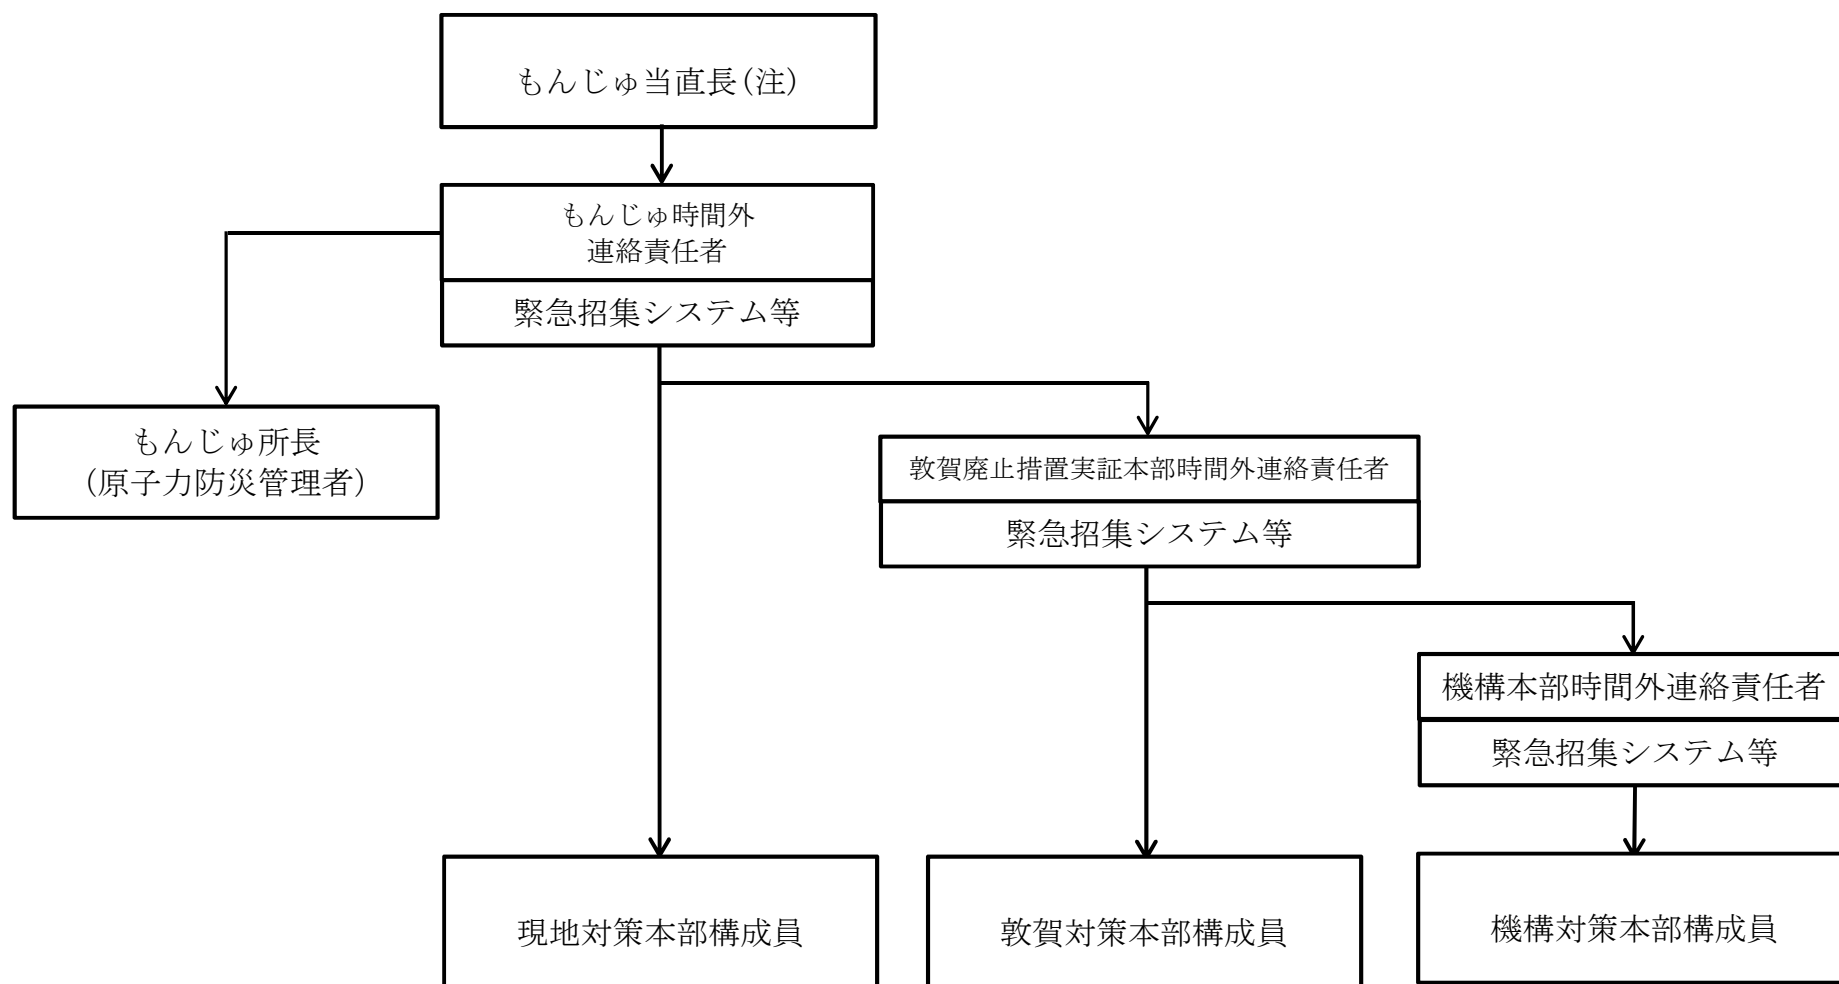 もんじゅ当直長(注)
もんじゅ時間外
連絡責任者
緊急招集システム等
もんじゅ所長
(原子力防災管理者)
敦賀廃止措置実証本部時間外連絡責任者
緊急招集システム等
機構本部時間外連絡責任者
緊急招集システム等
現地対策本部構成員
敦賀対策本部構成員
機構対策本部構成員